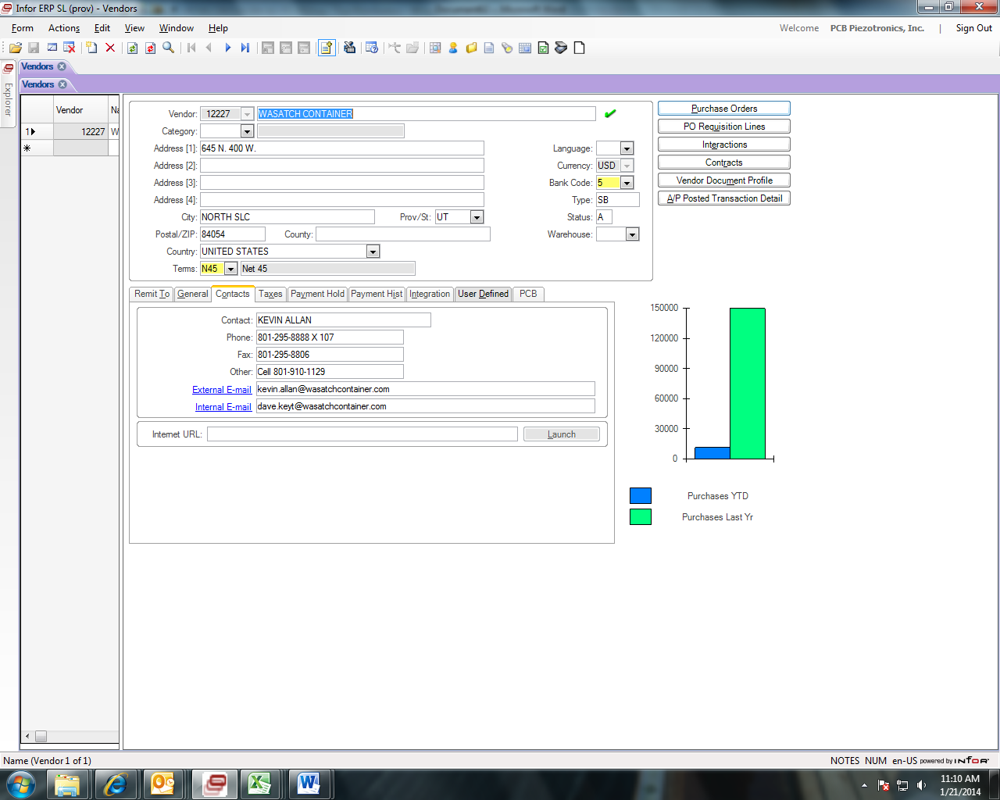 Infor ERP SL (prov) - Vendors
Form Actions Edit View Window Help
Welcome PCB Piezotronics, Inc. | Sign Out
Vendors
Vendors
Explorer
Vendor Na
1 12227 W
Vendor: 12227 WASATCH CONTAINER
Category:
Address [1]: 645 N. 400 W.
Address [2]:
Address [3]:
Address [4]:
City: NORTH SLC Prov/St: UT
Postal/ZIP: 84054 County:
Country: UNITED STATES
Terms: N45 Net 45
Language:
Currency: USD
Bank Code: 5
Type: SB
Status: A
Warehouse:
Purchase Orders
PO Requisition Lines
Interactions
Contracts
Vendor Document Profile
A/P Posted Transaction Detail
Remit To General Contacts Taxes Payment Hold Payment Hist Integration User Defined PCB
Contact: KEVIN ALLAN
Phone: 801-295-8888 X 107
Fax: 801-295-8806
Other: Cell 801-910-1129
External E-mail kevin.allan@wasatchcontainer.com
Internal E-mail dave.keyt@wasatchcontainer.com
Internet URL: Launch
150000
120000
90000
60000
30000
0
Purchases YTD
Purchases Last Yr
Name (Vendor 1 of 1)
NOTES NUM en-US powered by infor
11:10 AM
1/21/2014